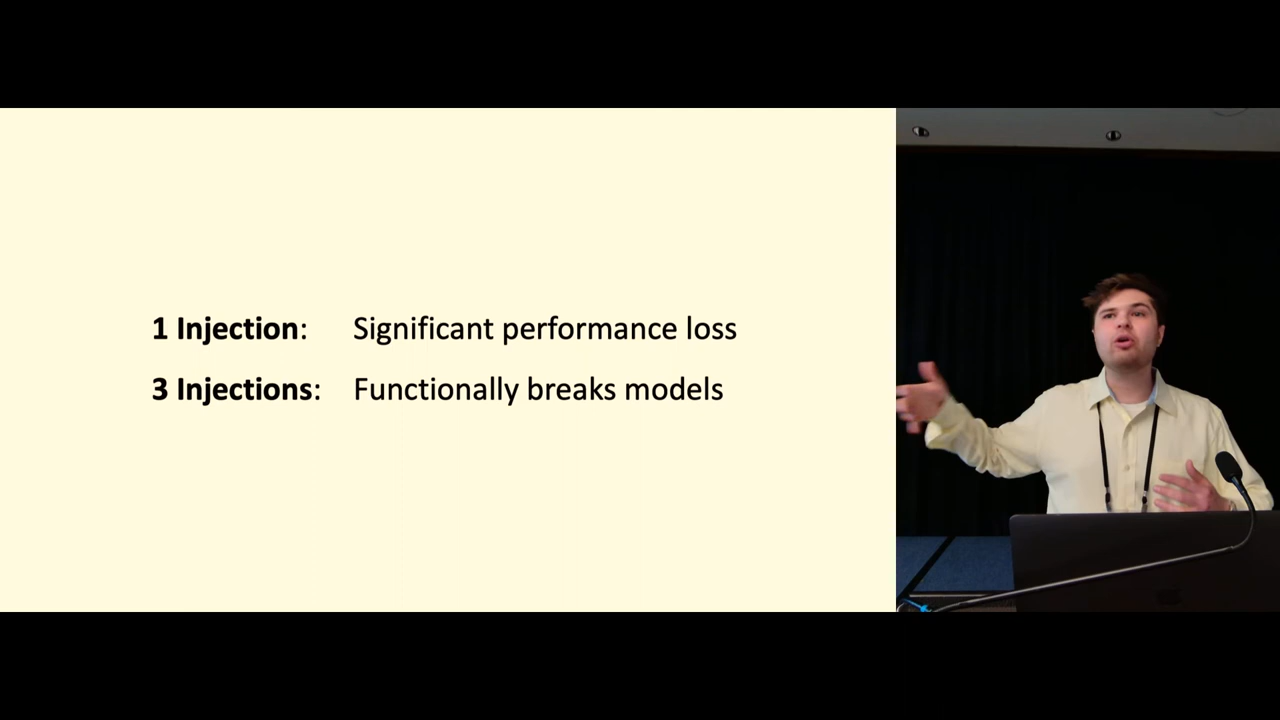 1 Injection: Significant performance loss
3 Injections: Functionally breaks models